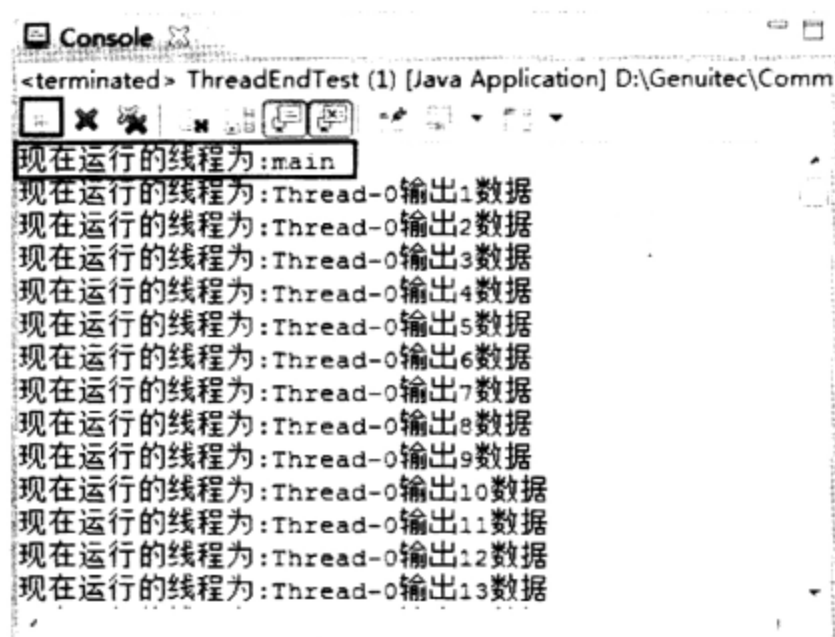 Console
<terminated> ThreadEndTest (1) [Java Application] D:\Genuitec\Comm
现在运行的线程为:main
现在运行的线程为:Thread-0输出1数据
现在运行的线程为:Thread-0输出2数据
现在运行的线程为:Thread-0输出3数据
现在运行的线程为:Thread-0输出4数据
现在运行的线程为:Thread-0输出5数据
现在运行的线程为:Thread-0输出6数据
现在运行的线程为:Thread-0输出7数据
现在运行的线程为:Thread-0输出8数据
现在运行的线程为:Thread-0输出9数据
现在运行的线程为:Thread-0输出10数据
现在运行的线程为:Thread-0输出11数据
现在运行的线程为:Thread-0输出12数据
现在运行的线程为:Thread-0输出13数据